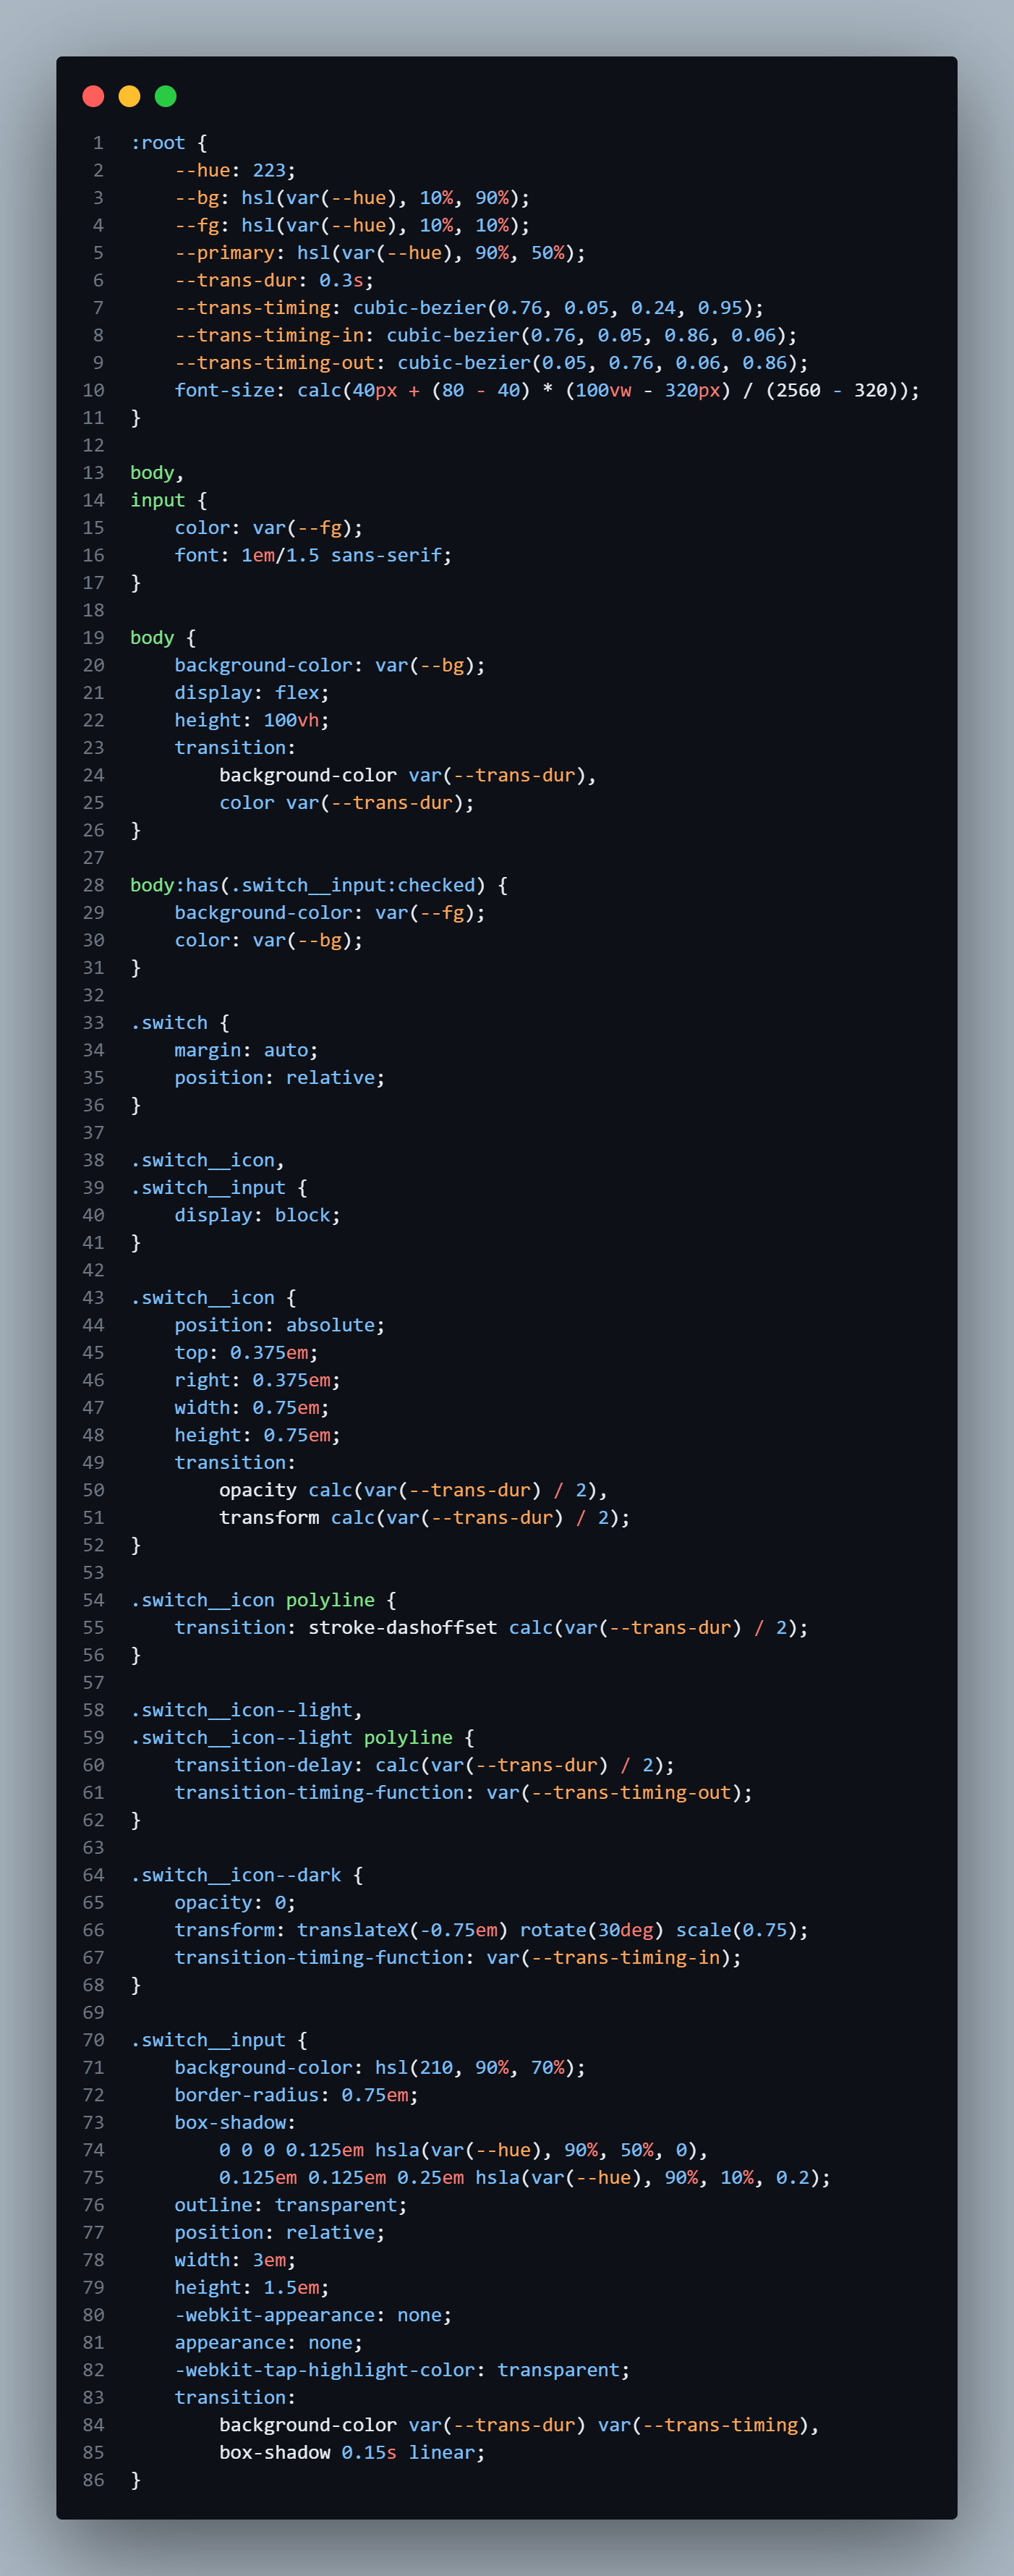 1 :root {
2     --hue: 223;
3     --bg: hsl(var(--hue), 10%, 90%);
4     --fg: hsl(var(--hue), 10%, 10%);
5     --primary: hsl(var(--hue), 90%, 50%);
6     --trans-dur: 0.3s;
7     --trans-timing: cubic-bezier(0.76, 0.05, 0.24, 0.95);
8     --trans-timing-in: cubic-bezier(0.76, 0.05, 0.86, 0.06);
9     --trans-timing-out: cubic-bezier(0.05, 0.76, 0.06, 0.86);
10     font-size: calc(40px + (80 - 40) * (100vw - 320px) / (2560 - 320));
11 }
12
13 body,
14 input {
15     color: var(--fg);
16     font: 1em/1.5 sans-serif;
17 }
18
19 body {
20     background-color: var(--bg);
21     display: flex;
22     height: 100vh;
23     transition:
24         background-color var(--trans-dur),
25         color var(--trans-dur);
26 }
27
28 body:has(.switch__input:checked) {
29     background-color: var(--fg);
30     color: var(--bg);
31 }
32
33 .switch {
34     margin: auto;
35     position: relative;
36 }
37
38 .switch__icon,
39 .switch__input {
40     display: block;
41 }
42
43 .switch__icon {
44     position: absolute;
45     top: 0.375em;
46     right: 0.375em;
47     width: 0.75em;
48     height: 0.75em;
49     transition:
50         opacity calc(var(--trans-dur) / 2),
51         transform calc(var(--trans-dur) / 2);
52 }
53
54 .switch__icon polyline {
55     transition: stroke-dashoffset calc(var(--trans-dur) / 2);
56 }
57
58 .switch__icon--light,
59 .switch__icon--light polyline {
60     transition-delay: calc(var(--trans-dur) / 2);
61     transition-timing-function: var(--trans-timing-out);
62 }
63
64 .switch__icon--dark {
65     opacity: 0;
66     transform: translateX(-0.75em) rotate(30deg) scale(0.75);
67     transition-timing-function: var(--trans-timing-in);
68 }
69
70 .switch__input {
71     background-color: hsl(210, 90%, 70%);
72     border-radius: 0.75em;
73     box-shadow:
74         0 0 0 0.125em hsla(var(--hue), 90%, 50%, 0),
75         0.125em 0.125em 0.25em hsla(var(--hue), 90%, 10%, 0.2);
76     outline: transparent;
77     position: relative;
78     width: 3em;
79     height: 1.5em;
80     -webkit-appearance: none;
81     appearance: none;
82     -webkit-tap-highlight-color: transparent;
83     transition:
84         background-color var(--trans-dur) var(--trans-timing),
85         box-shadow 0.15s linear;
86 }